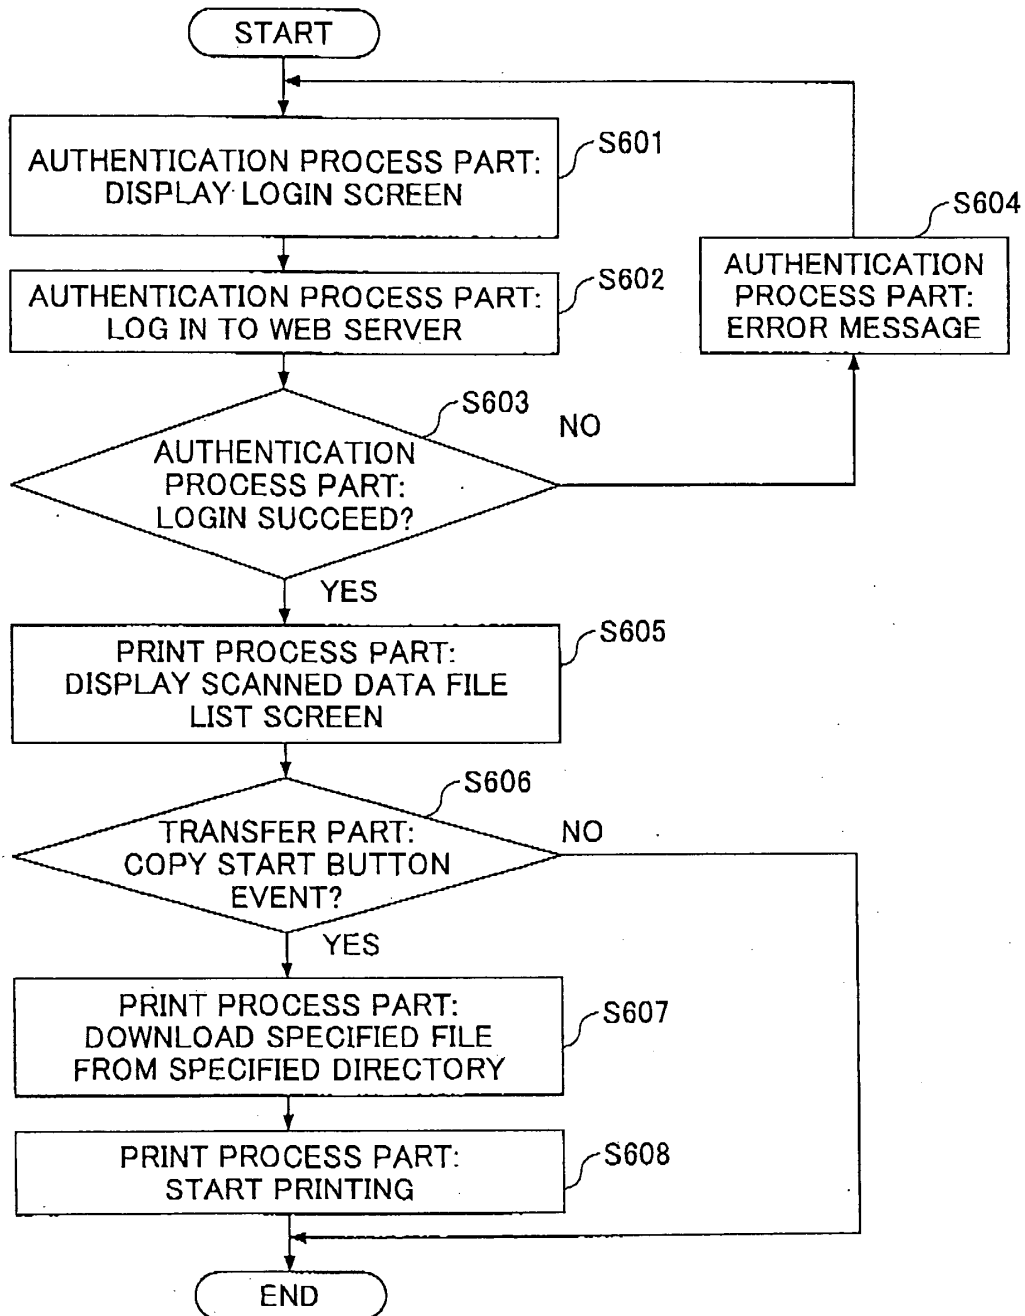 START
AUTHENTICATION PROCESS PART:
DISPLAY LOGIN SCREEN
S601
AUTHENTICATION PROCESS PART:
LOG IN TO WEB SERVER
S602
S604
AUTHENTICATION
PROCESS PART:
ERROR MESSAGE
S603
NO
AUTHENTICATION
PROCESS PART:
LOGIN SUCCEED?
YES
S605
PRINT PROCESS PART:
DISPLAY SCANNED DATA FILE
LIST SCREEN
S606
NO
TRANSFER PART:
COPY START BUTTON
EVENT?
YES
PRINT PROCESS PART:
DOWNLOAD SPECIFIED FILE
FROM SPECIFIED DIRECTORY
S607
PRINT PROCESS PART:
START PRINTING
S608
END